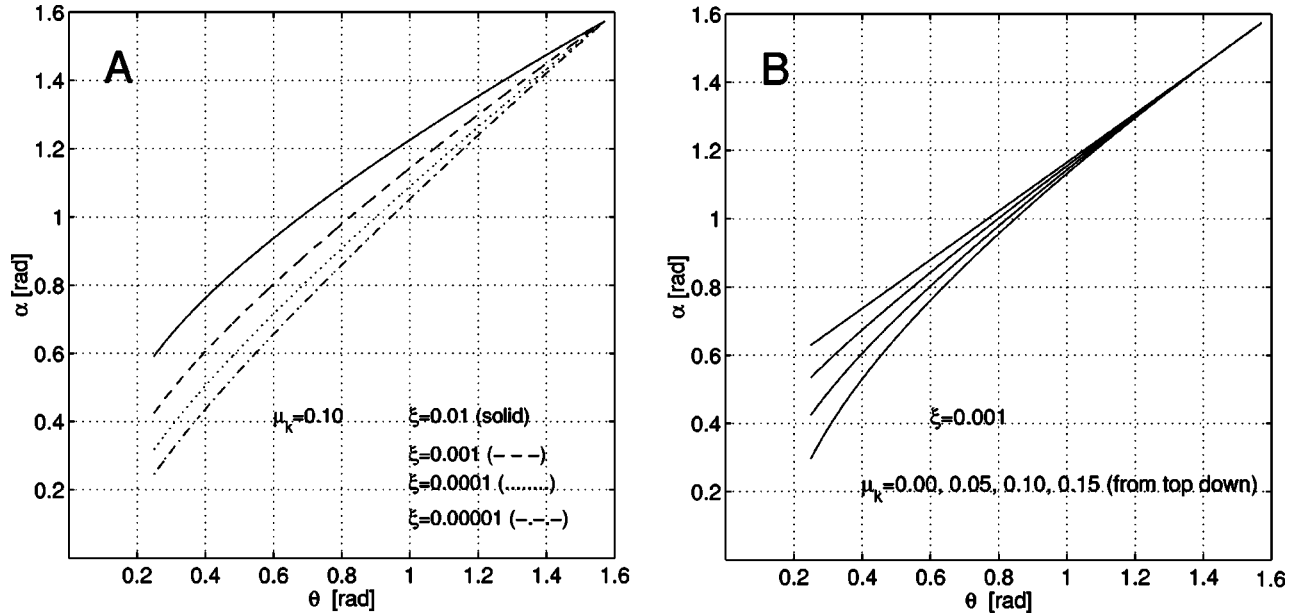 A
1.6
1.4
1.2
1
0.8
0.6
0.4
0.2
α [rad]
μk=0.10
ξ=0.01 (solid)
ξ=0.001 (– – –)
ξ=0.0001 (........)
ξ=0.00001 (–.–.–)
0.2 0.4 0.6 0.8 1 1.2 1.4 1.6
θ [rad]
B
1.6
1.4
1.2
1
0.8
0.6
0.4
0.2
α [rad]
ξ=0.001
μk=0.00, 0.05, 0.10, 0.15 (from top down)
0.2 0.4 0.6 0.8 1 1.2 1.4 1.6
θ [rad]